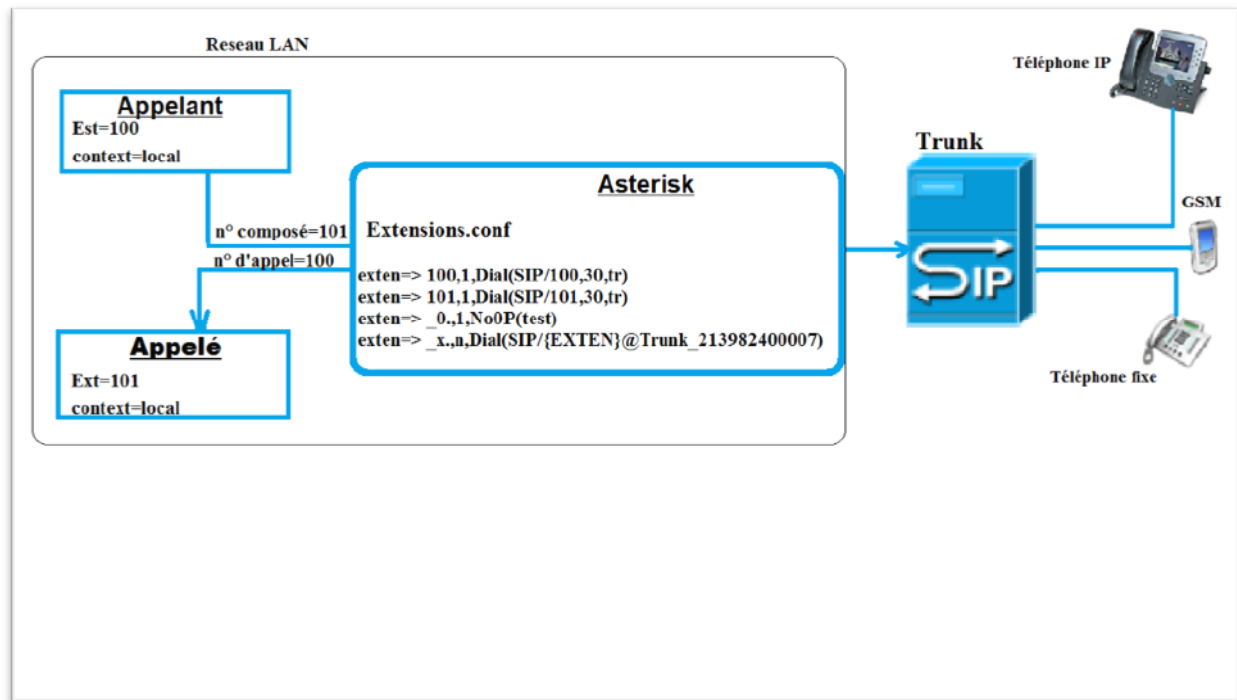 Reseau LAN
Appelant
Est=100
context=local
n° composé=101
n° d'appel=100
Appelé
Ext=101
context=local
Asterisk
Extensions.conf
exten=> 100,1,Dial(SIP/100,30,tr)
exten=> 101,1,Dial(SIP/101,30,tr)
exten=> _0.,1,No0P(test)
exten=> _x.,n,Dial(SIP/{EXTEN}@Trunk_213982400007)
Trunk
SIP
Téléphone IP
GSM
Téléphone fixe